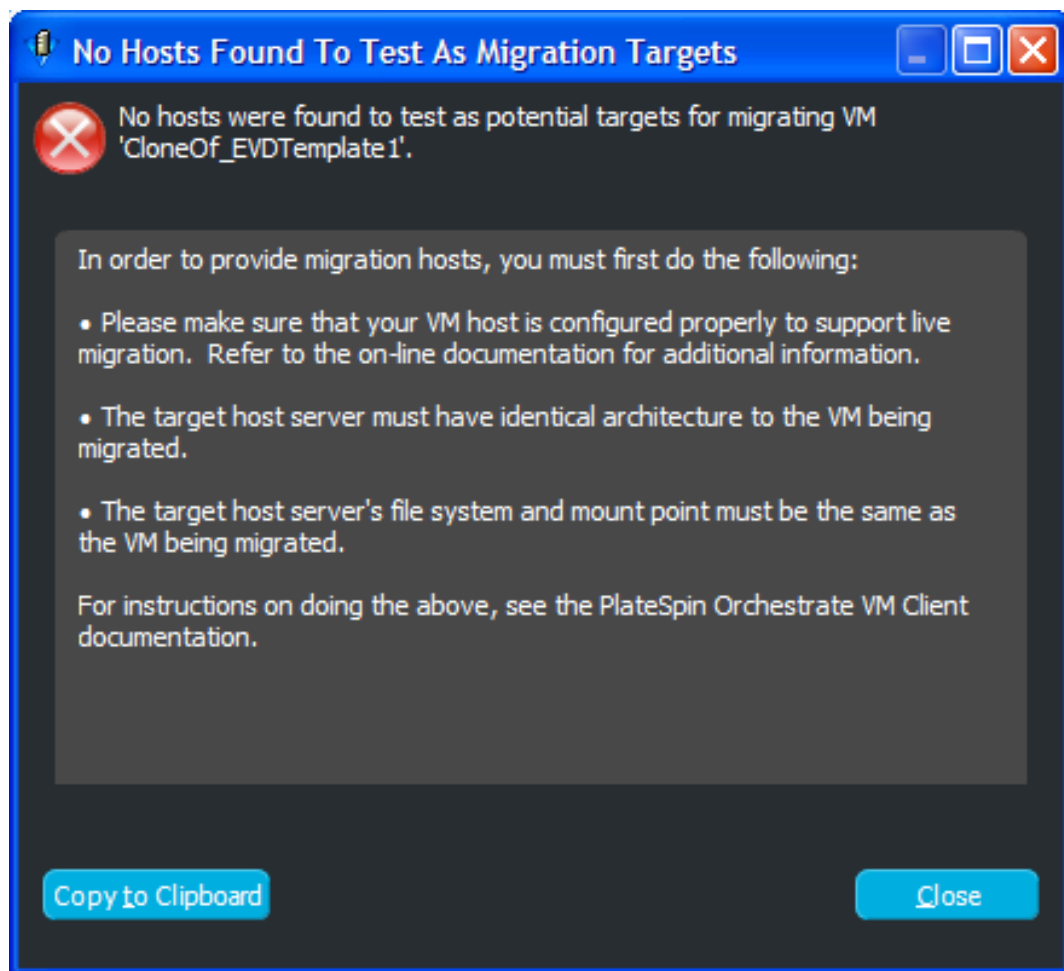 No Hosts Found To Test As Migration Targets
No hosts were found to test as potential targets for migrating VM
'CloneOf_EVDTemplate1'.
In order to provide migration hosts, you must first do the following:
• Please make sure that your VM host is configured properly to support live
migration.  Refer to the on-line documentation for additional information.
• The target host server must have identical architecture to the VM being
migrated.
• The target host server's file system and mount point must be the same as
the VM being migrated.
For instructions on doing the above, see the PlateSpin Orchestrate VM Client
documentation.
Copy to Clipboard
Close